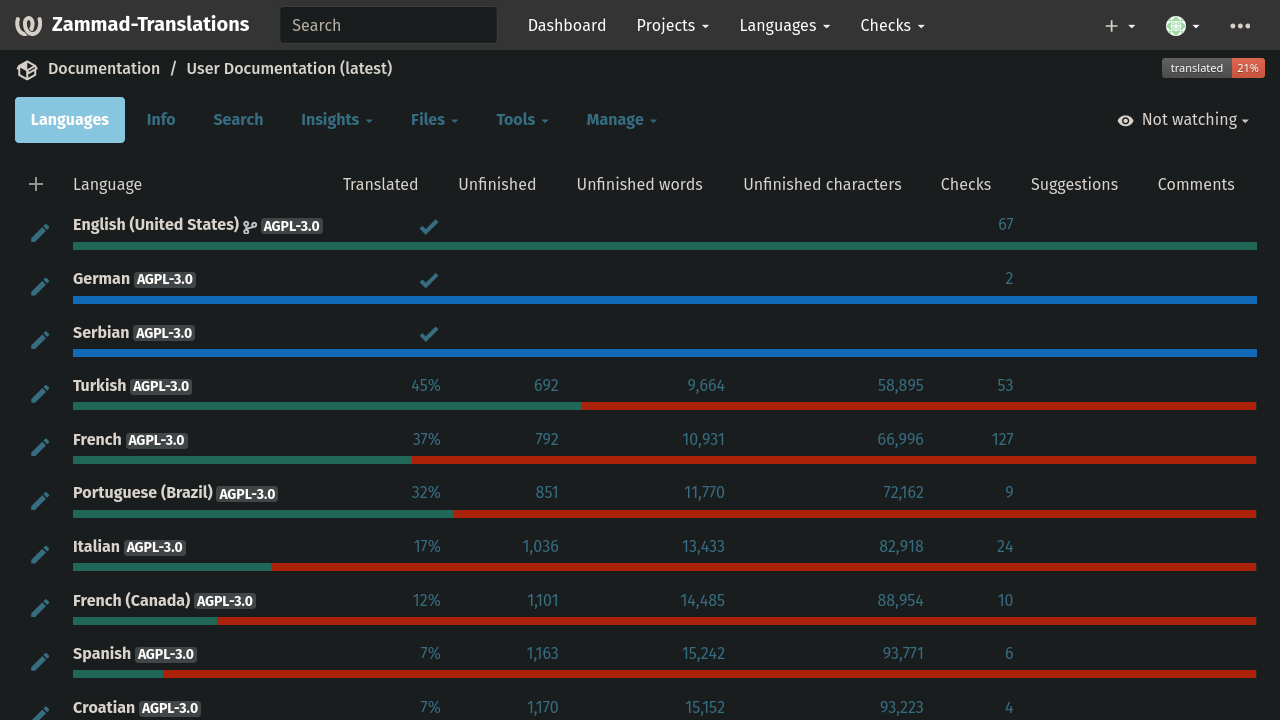 Zammad-Translations Search Dashboard Projects Languages Checks
Documentation / User Documentation (latest) translated 21%
Languages Info Search Insights Files Tools Manage Not watching
Language Translated Unfinished Unfinished words Unfinished characters Checks Suggestions Comments
English (United States) AGPL-3.0 67
German AGPL-3.0 2
Serbian AGPL-3.0
Turkish AGPL-3.0 45% 692 9,664 58,895 53
French AGPL-3.0 37% 792 10,931 66,996 127
Portuguese (Brazil) AGPL-3.0 32% 851 11,770 72,162 9
Italian AGPL-3.0 17% 1,036 13,433 82,918 24
French (Canada) AGPL-3.0 12% 1,101 14,485 88,954 10
Spanish AGPL-3.0 7% 1,163 15,242 93,771 6
Croatian AGPL-3.0 7% 1,170 15,152 93,223 4